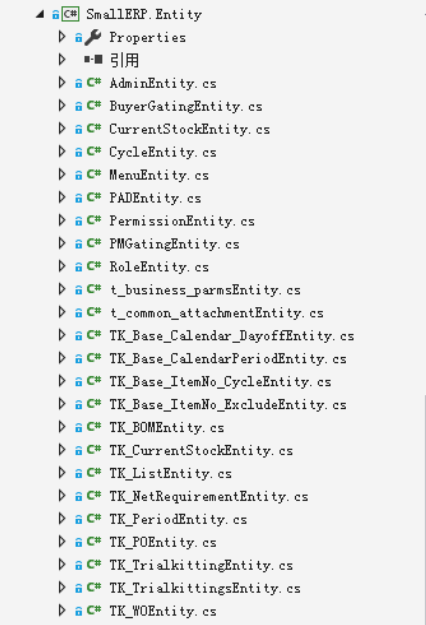 SmallERP.Entity
Properties
引用
AdminEntity.cs
BuyerGatingEntity.cs
CurrentStockEntity.cs
CycleEntity.cs
MenuEntity.cs
PADEntity.cs
PermissionEntity.cs
PMGatingEntity.cs
RoleEntity.cs
t_business_parmsEntity.cs
t_common_attachmentEntity.cs
TK_Base_Calendar_DayoffEntity.cs
TK_Base_CalendarPeriodEntity.cs
TK_Base_ItemNo_CycleEntity.cs
TK_Base_ItemNo_ExcludeEntity.cs
TK_BOMEntity.cs
TK_CurrentStockEntity.cs
TK_ListEntity.cs
TK_NetRequirementEntity.cs
TK_PeriodEntity.cs
TK_POEntity.cs
TK_TrialkittingEntity.cs
TK_TrialkittingsEntity.cs
TK_WOEntity.cs